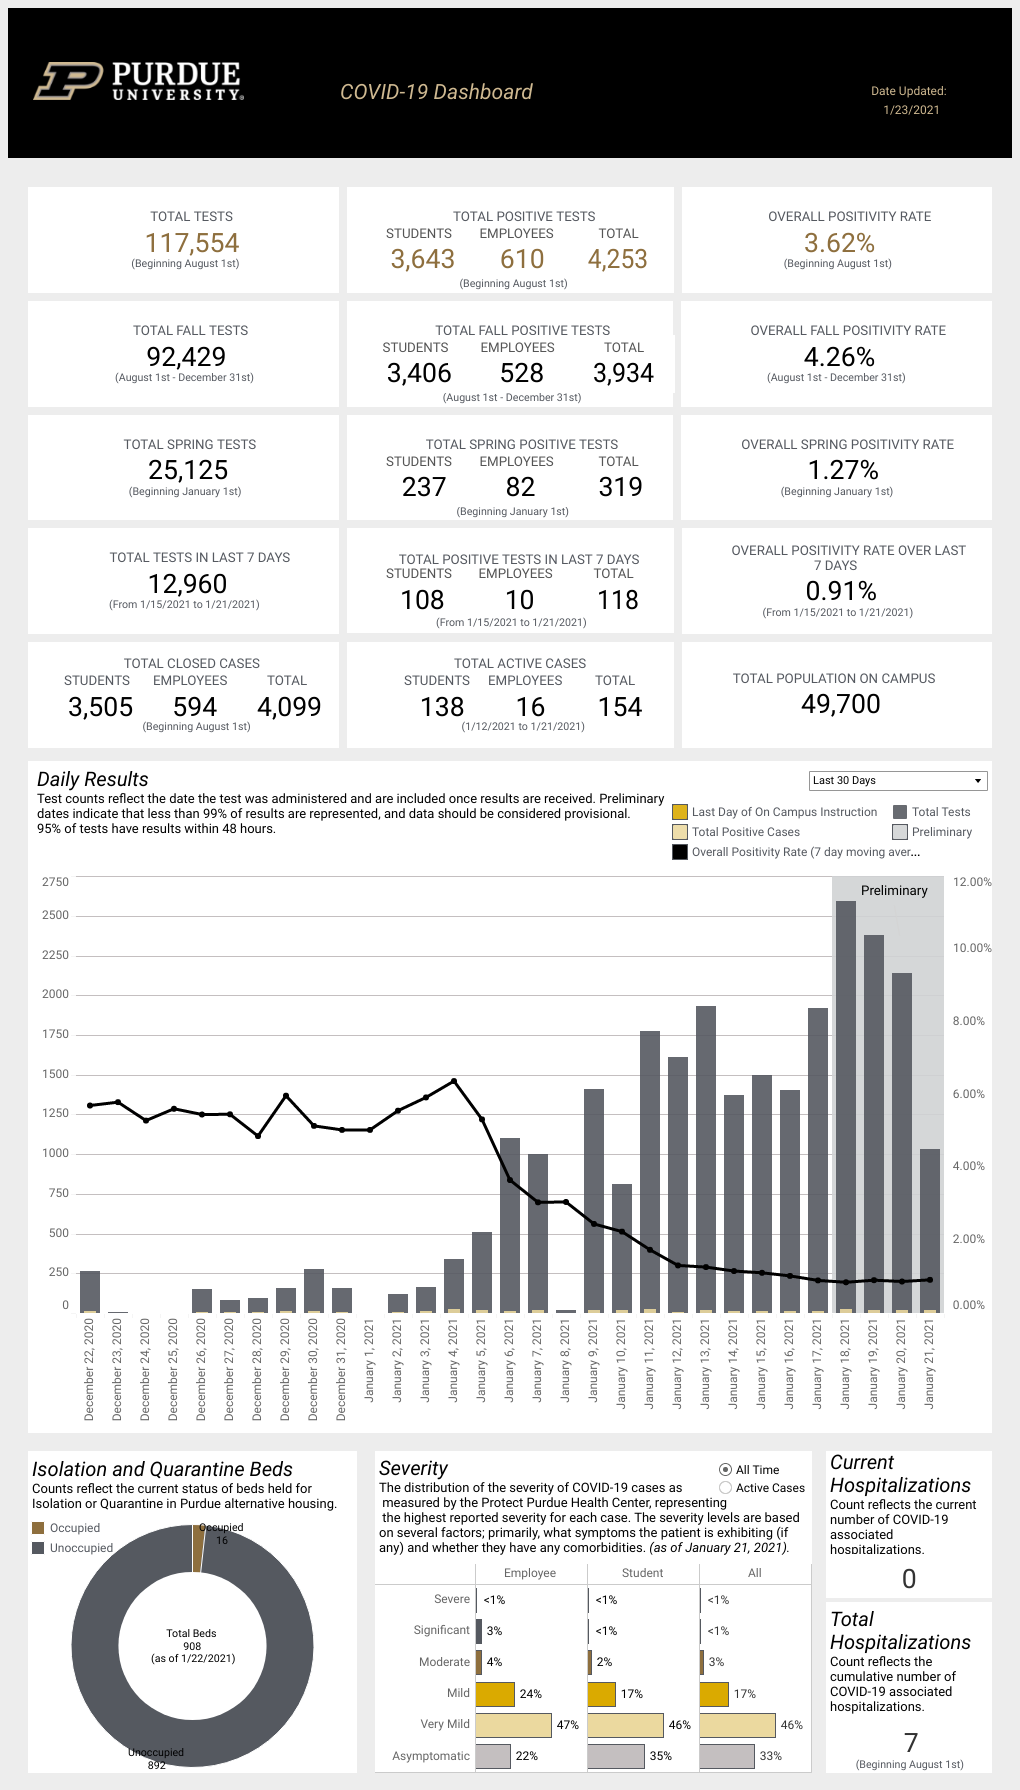 PURDUE
UNIVERSITY®
COVID-19 Dashboard
Date Updated:
1/23/2021
TOTAL TESTS
117,554
(Beginning August 1st)
TOTAL POSITIVE TESTS
STUDENTS EMPLOYEES TOTAL
3,643 610 4,253
(Beginning August 1st)
OVERALL POSITIVITY RATE
3.62%
(Beginning August 1st)
TOTAL FALL TESTS
92,429
(August 1st - December 31st)
TOTAL FALL POSITIVE TESTS
STUDENTS EMPLOYEES TOTAL
3,406 528 3,934
(August 1st - December 31st)
OVERALL FALL POSITIVITY RATE
4.26%
(August 1st - December 31st)
TOTAL SPRING TESTS
25,125
(Beginning January 1st)
TOTAL SPRING POSITIVE TESTS
STUDENTS EMPLOYEES TOTAL
237 82 319
(Beginning January 1st)
OVERALL SPRING POSITIVITY RATE
1.27%
(Beginning January 1st)
TOTAL TESTS IN LAST 7 DAYS
12,960
(From 1/15/2021 to 1/21/2021)
TOTAL POSITIVE TESTS IN LAST 7 DAYS
STUDENTS EMPLOYEES TOTAL
108 10 118
(From 1/15/2021 to 1/21/2021)
OVERALL POSITIVITY RATE OVER LAST
7 DAYS
0.91%
(From 1/15/2021 to 1/21/2021)
TOTAL CLOSED CASES
STUDENTS EMPLOYEES TOTAL
3,505 594 4,099
(Beginning August 1st)
TOTAL ACTIVE CASES
STUDENTS EMPLOYEES TOTAL
138 16 154
(1/12/2021 to 1/21/2021)
TOTAL POPULATION ON CAMPUS
49,700
Daily Results
Test counts reflect the date the test was administered and are included once results are received. Preliminary
dates indicate that less than 99% of results are represented, and data should be considered provisional.
95% of tests have results within 48 hours.
Last 30 Days
Last Day of On Campus Instruction Total Tests
Total Positive Cases Preliminary
Overall Positivity Rate (7 day moving aver...
2750
2500
2250
2000
1750
1500
1250
1000
750
500
250
0
Preliminary
12.00%
10.00%
8.00%
6.00%
4.00%
2.00%
0.00%
December 22, 2020
December 23, 2020
December 24, 2020
December 25, 2020
December 26, 2020
December 27, 2020
December 28, 2020
December 29, 2020
December 30, 2020
December 31, 2020
January 1, 2021
January 2, 2021
January 3, 2021
January 4, 2021
January 5, 2021
January 6, 2021
January 7, 2021
January 8, 2021
January 9, 2021
January 10, 2021
January 11, 2021
January 12, 2021
January 13, 2021
January 14, 2021
January 15, 2021
January 16, 2021
January 17, 2021
January 18, 2021
January 19, 2021
January 20, 2021
January 21, 2021
Isolation and Quarantine Beds
Counts reflect the current status of beds held for
Isolation or Quarantine in Purdue alternative housing.
Occupied
Unoccupied
Occupied
16
Total Beds
908
(as of 1/22/2021)
Unoccupied
892
Severity
All Time
Active Cases
The distribution of the severity of COVID-19 cases as
measured by the Protect Purdue Health Center, representing
the highest reported severity for each case. The severity levels are based
on several factors; primarily, what symptoms the patient is exhibiting (if
any) and whether they have any comorbidities. (as of January 21, 2021).
Employee Student All
Severe <1% <1% <1%
Significant 3% <1% <1%
Moderate 4% 2% 3%
Mild 24% 17% 17%
Very Mild 47% 46% 46%
Asymptomatic 22% 35% 33%
Current
Hospitalizations
Count reflects the current
number of COVID-19
associated
hospitalizations.
0
Total
Hospitalizations
Count reflects the
cumulative number of
COVID-19 associated
hospitalizations.
7
(Beginning August 1st)